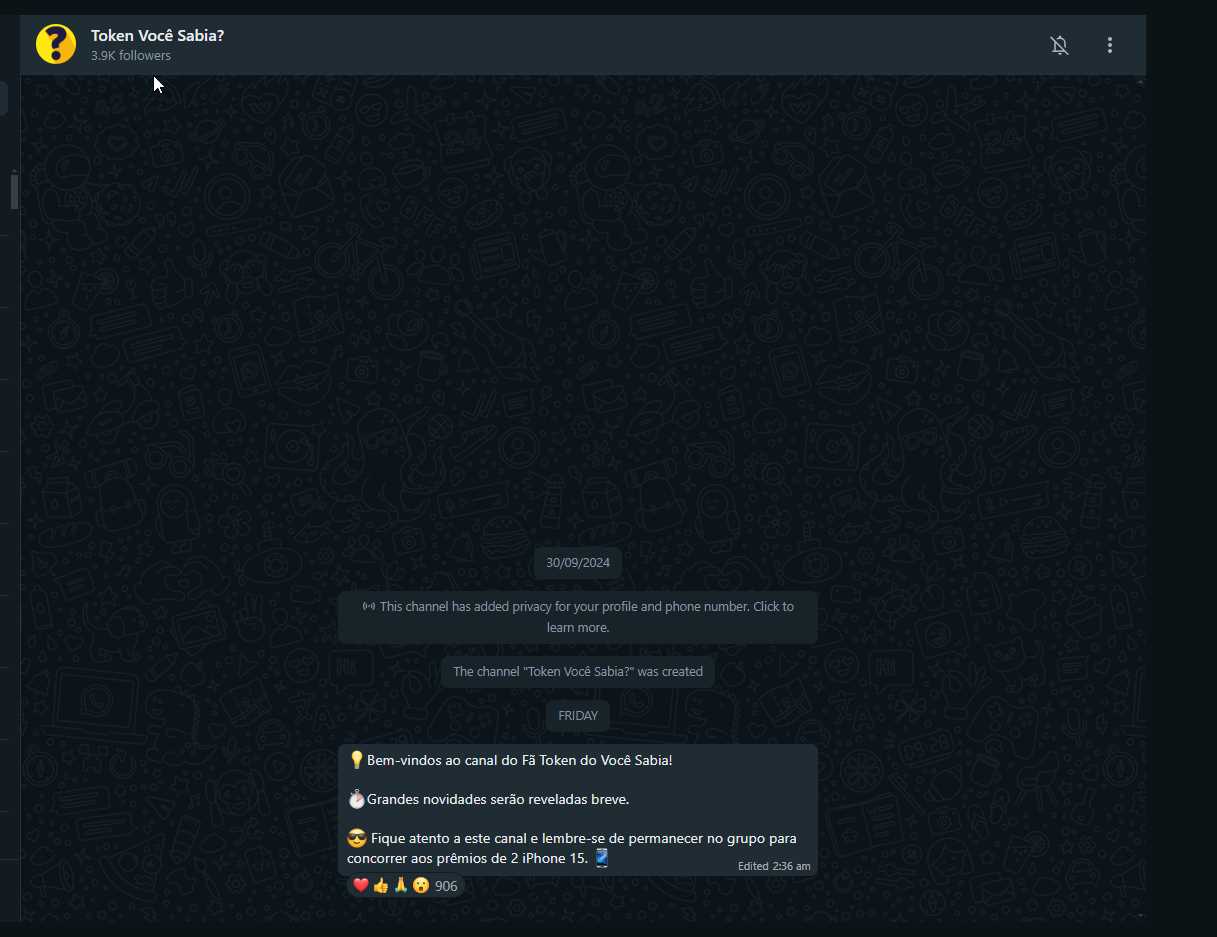 Token Você Sabia?
3.9K followers
30/09/2024
This channel has added privacy for your profile and phone number. Click to
learn more.
The channel "Token Você Sabia?" was created
FRIDAY
💡Bem-vindos ao canal do Fã Token do Você Sabia!
⏱️Grandes novidades serão reveladas breve.
😎 Fique atento a este canal e lembre-se de permanecer no grupo para
concorrer aos prêmios de 2 iPhone 15. 📱
Edited 2:36 am
❤️👍🙏😮 906